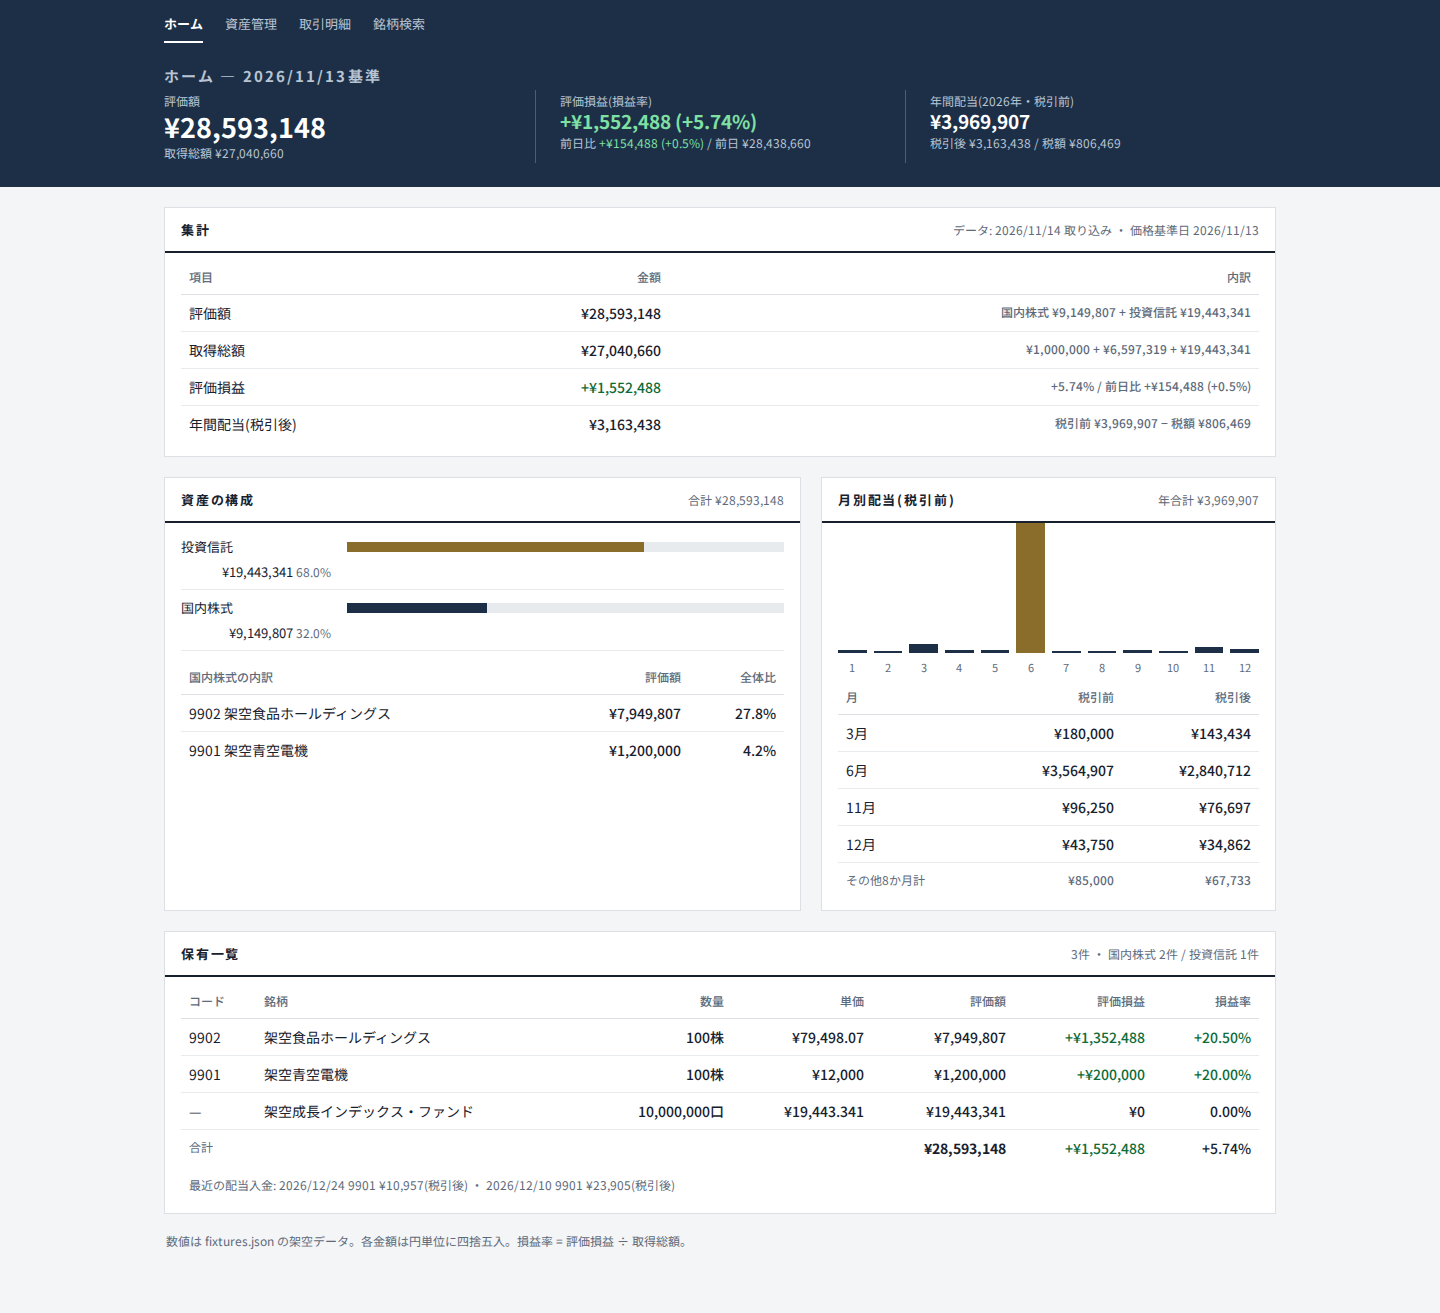 ホーム 資産管理 取引明細 銘柄検索
ホーム — 2026/11/13基準
評価額
¥28,593,148
取得総額 ¥27,040,660
評価損益(損益率)
+¥1,552,488 (+5.74%)
前日比 +¥154,488 (+0.5%) / 前日 ¥28,438,660
年間配当(2026年・税引前)
¥3,969,907
税引後 ¥3,163,438 / 税額 ¥806,469
集計 データ: 2026/11/14 取り込み ・ 価格基準日 2026/11/13
項目 金額 内訳
評価額 ¥28,593,148 国内株式 ¥9,149,807 + 投資信託 ¥19,443,341
取得総額 ¥27,040,660 ¥1,000,000 + ¥6,597,319 + ¥19,443,341
評価損益 +¥1,552,488 +5.74% / 前日比 +¥154,488 (+0.5%)
年間配当(税引後) ¥3,163,438 税引前 ¥3,969,907 − 税額 ¥806,469
資産の構成 合計 ¥28,593,148
投資信託
¥19,443,341 68.0%
国内株式
¥9,149,807 32.0%
国内株式の内訳 評価額 全体比
9902 架空食品ホールディングス ¥7,949,807 27.8%
9901 架空青空電機 ¥1,200,000 4.2%
月別配当(税引前) 年合計 ¥3,969,907
1 2 3 4 5 6 7 8 9 10 11 12
月 税引前 税引後
3月 ¥180,000 ¥143,434
6月 ¥3,564,907 ¥2,840,712
11月 ¥96,250 ¥76,697
12月 ¥43,750 ¥34,862
その他8か月計 ¥85,000 ¥67,733
保有一覧 3件 ・ 国内株式 2件 / 投資信託 1件
コード 銘柄 数量 単価 評価額 評価損益 損益率
9902 架空食品ホールディングス 100株 ¥79,498.07 ¥7,949,807 +¥1,352,488 +20.50%
9901 架空青空電機 100株 ¥12,000 ¥1,200,000 +¥200,000 +20.00%
— 架空成長インデックス・ファンド 10,000,000口 ¥19,443.341 ¥19,443,341 ¥0 0.00%
合計 ¥28,593,148 +¥1,552,488 +5.74%
最近の配当入金: 2026/12/24 9901 ¥10,957(税引後) ・ 2026/12/10 9901 ¥23,905(税引後)
数値は fixtures.json の架空データ。各金額は円単位に四捨五入。損益率 = 評価損益 ÷ 取得総額。